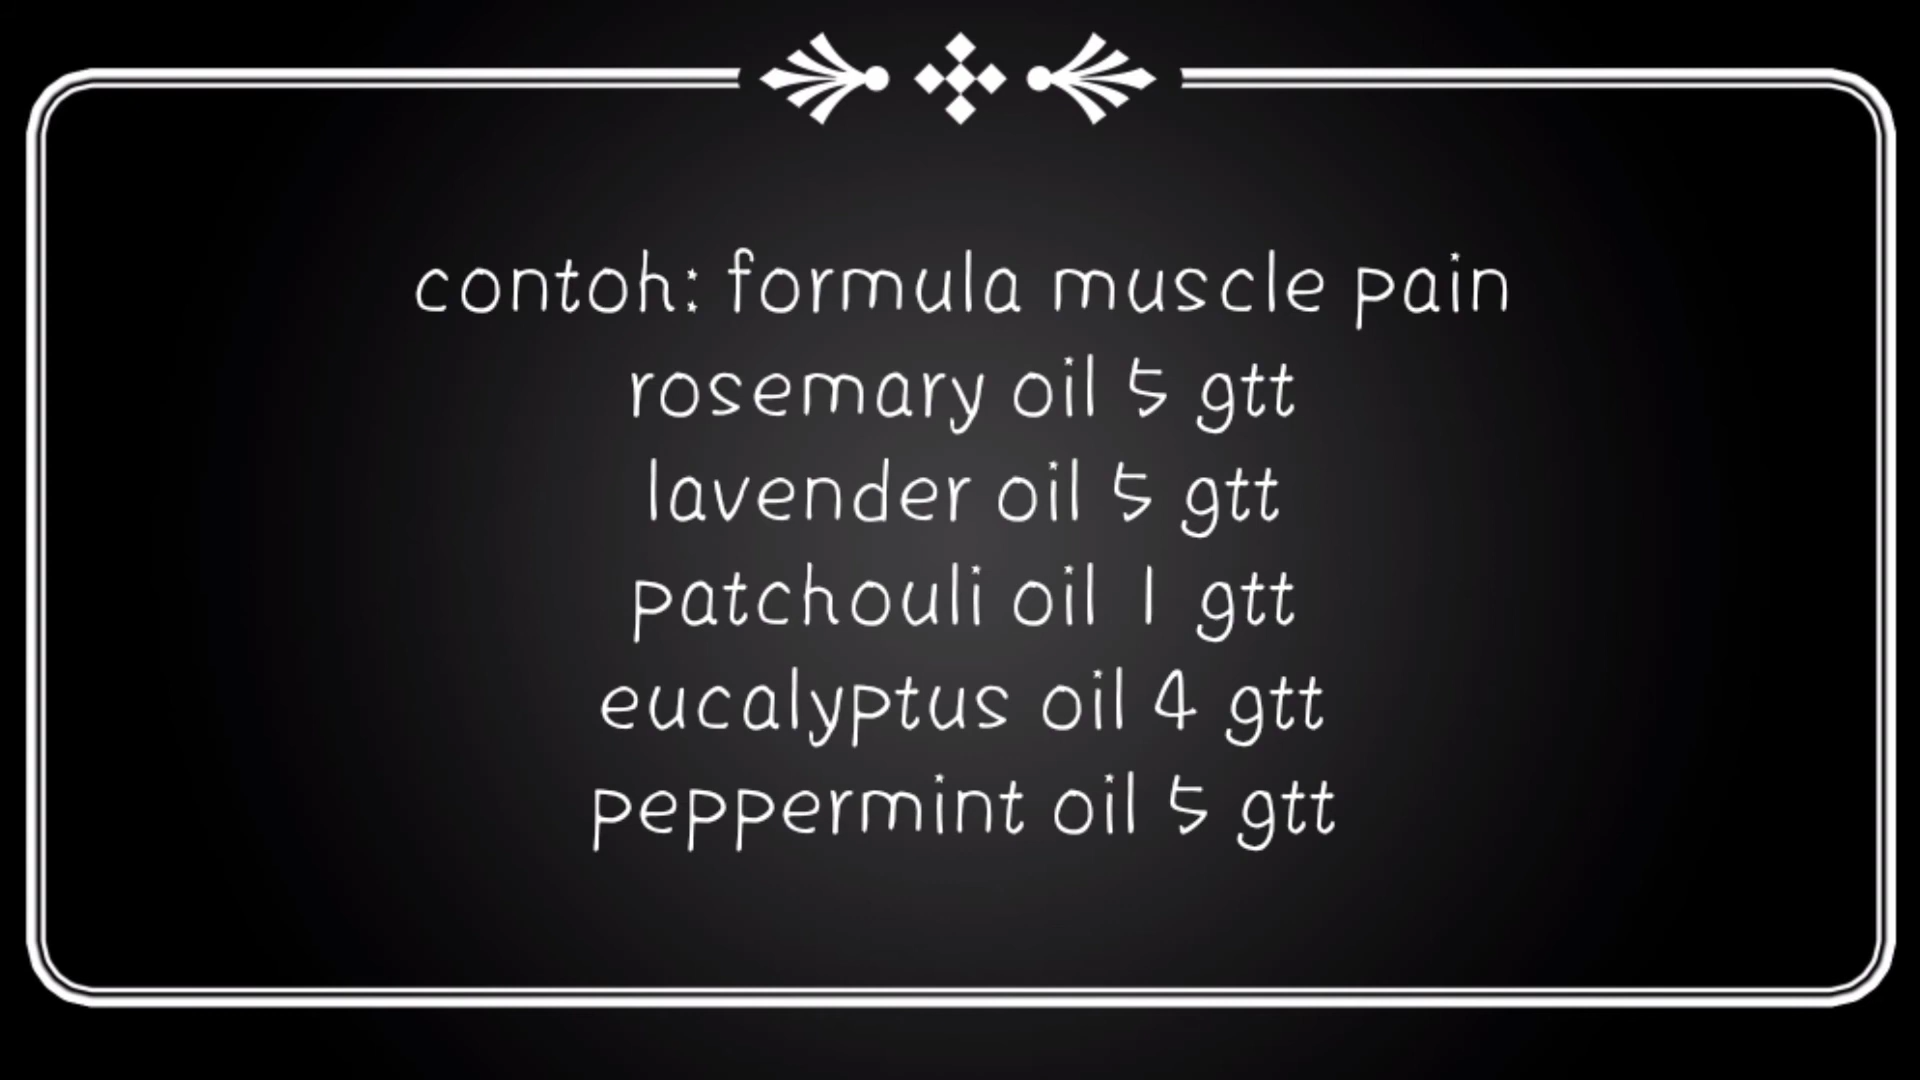 contoh: formula muscle pain
rosemary oil 5 gtt
lavender oil 5 gtt
patchouli oil 1 gtt
eucalyptus oil 4 gtt
peppermint oil 5 gtt